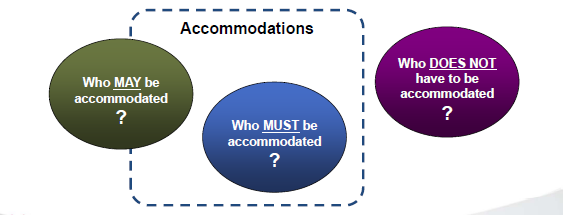 Accommodations
Who MAY be
accommodated
?
Who MUST be
accommodated
?
Who DOES NOT
have to be
accommodated
?